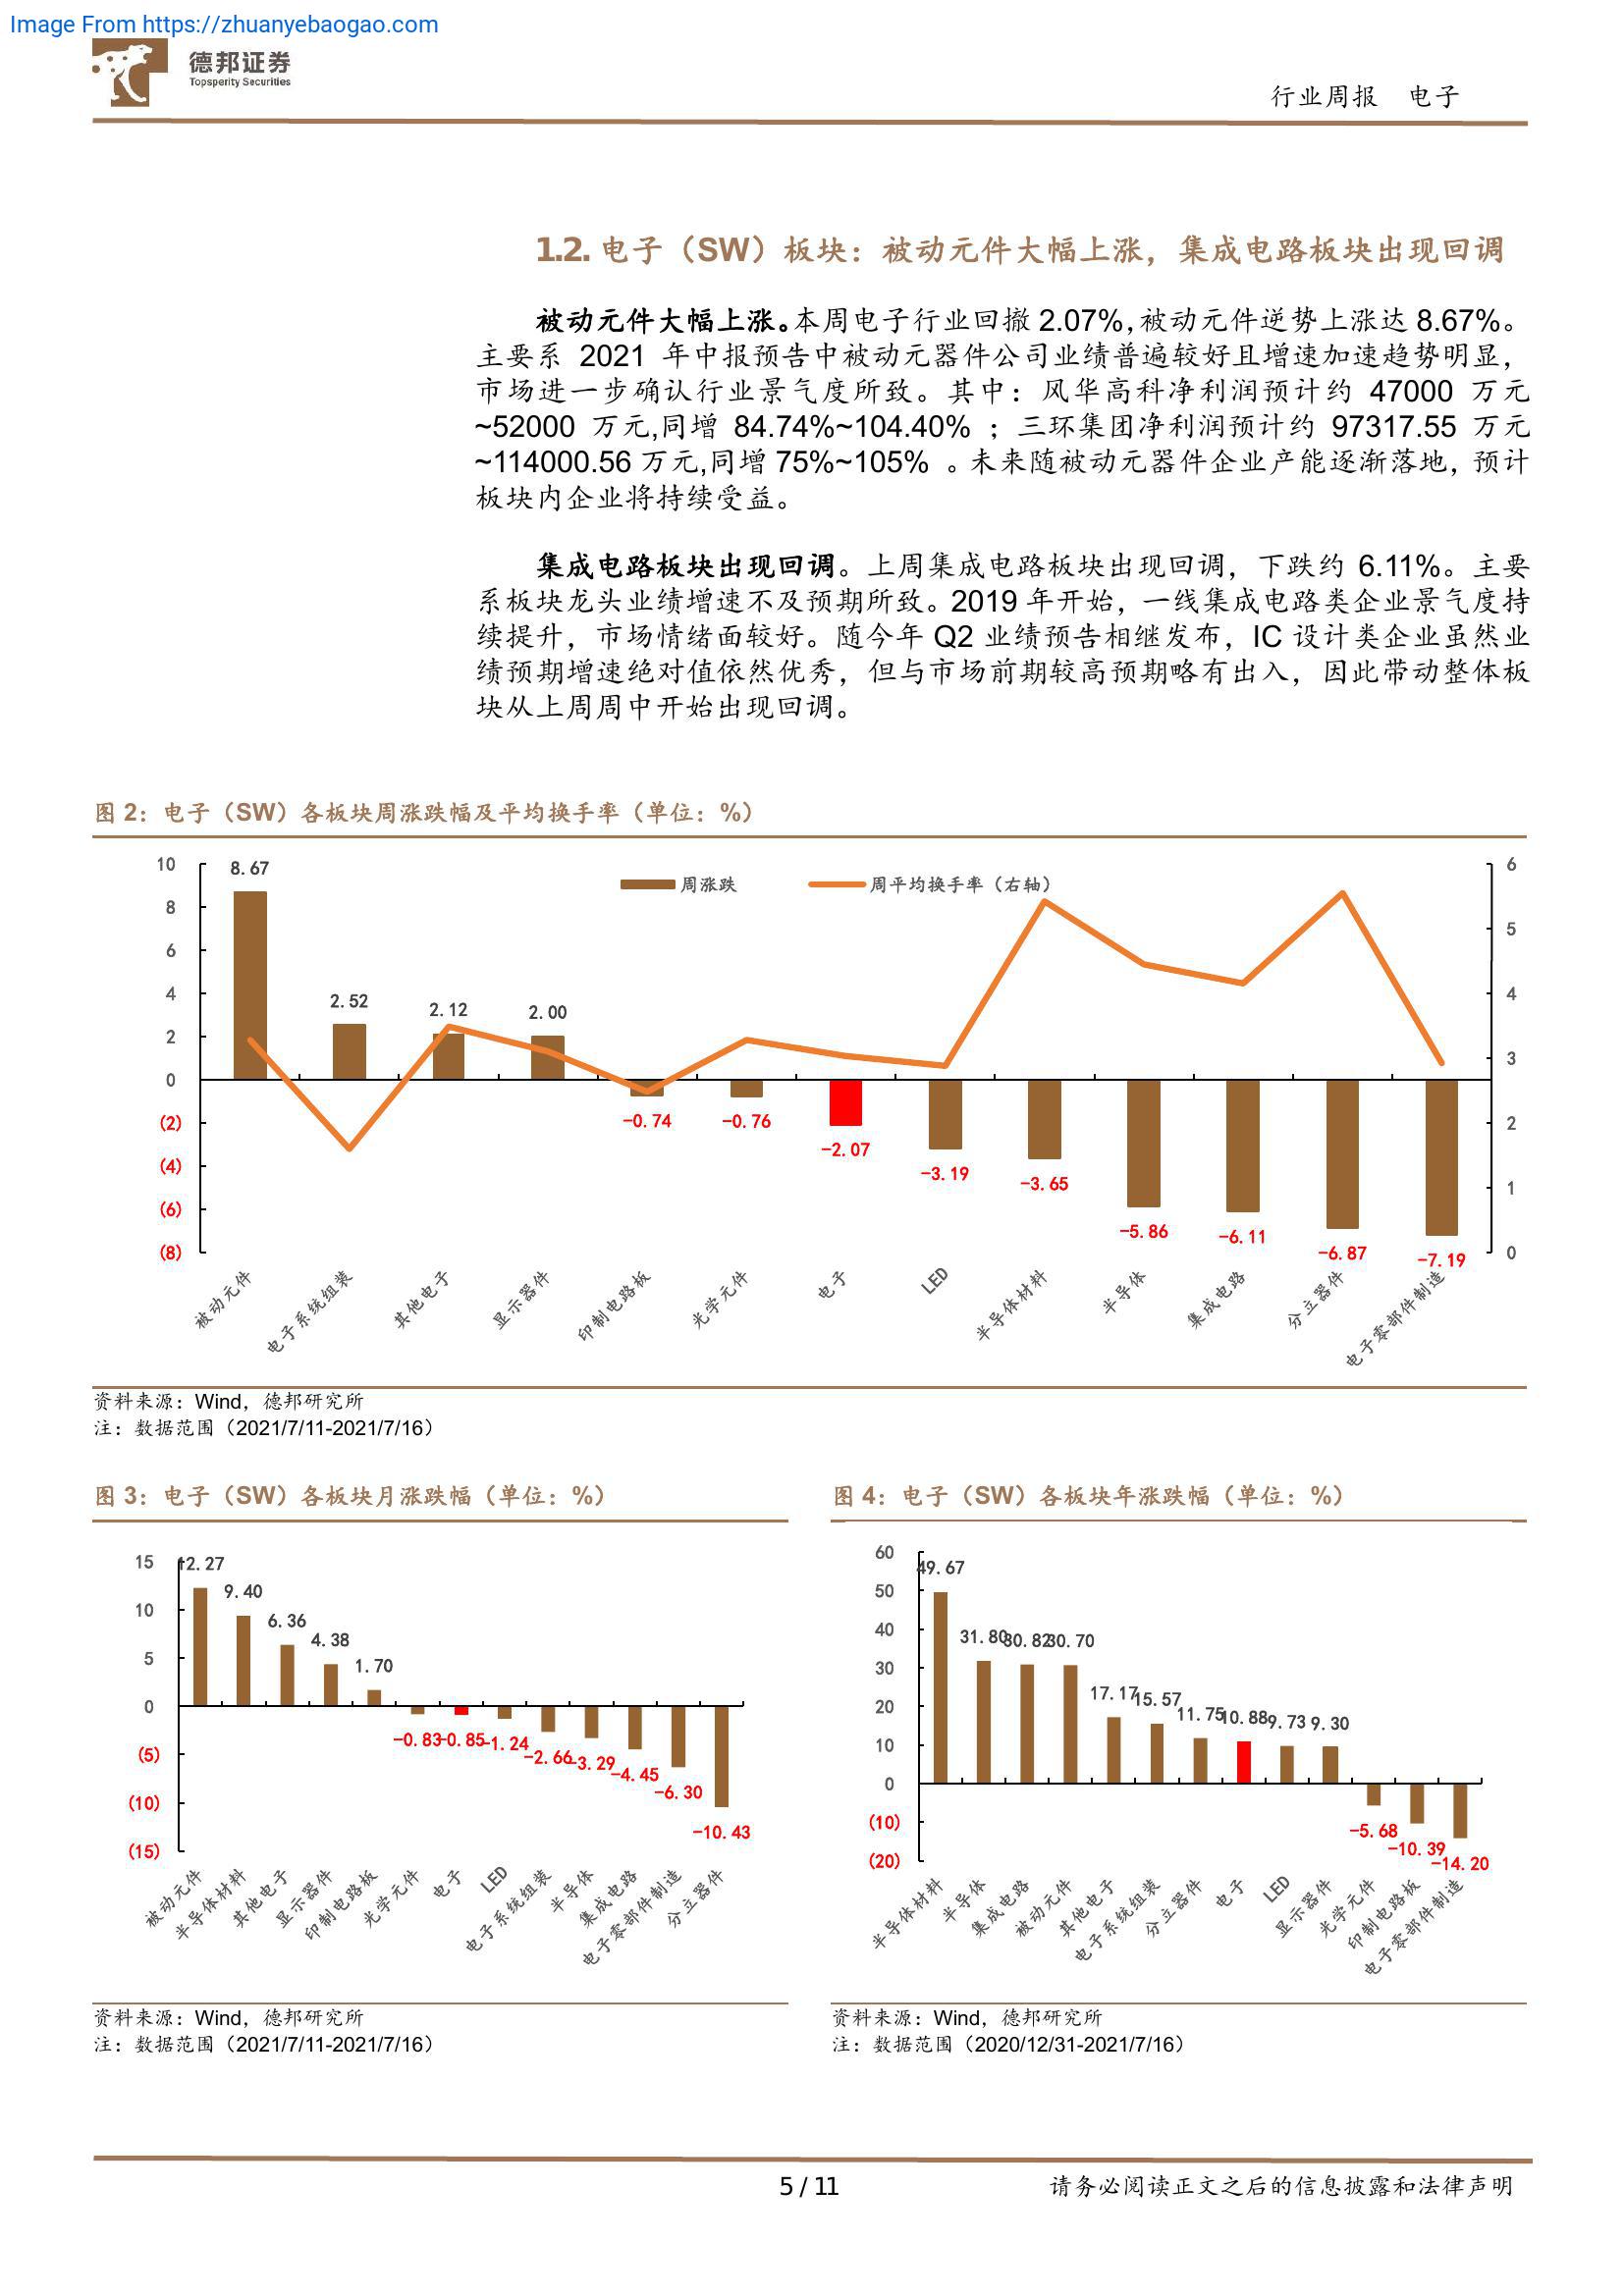 Image From https://zhuanyebaogao.com
德邦证券
Topsperity Securities
行业周报 电子
1.2. 电子（SW）板块：被动元件大幅上涨，集成电路板块出现回调
被动元件大幅上涨。本周电子行业回撤 2.07%,被动元件逆势上涨达 8.67%。
主要系 2021 年中报预告中被动元器件公司业绩普遍较好且增速加速趋势明显，
市场进一步确认行业景气度所致。其中：风华高科净利润预计约 47000 万元
~52000 万元,同增 84.74%~104.40% ；三环集团净利润预计约 97317.55 万元
~114000.56 万元,同增 75%~105% 。未来随被动元器件企业产能逐渐落地，预计
板块内企业将持续受益。
集成电路板块出现回调。上周集成电路板块出现回调，下跌约 6.11%。主要
系板块龙头业绩增速不及预期所致。2019 年开始，一线集成电路类企业景气度持
续提升，市场情绪面较好。随今年 Q2 业绩预告相继发布，IC 设计类企业虽然业
绩预期增速绝对值依然优秀，但与市场前期较高预期略有出入，因此带动整体板
块从上周周中开始出现回调。
图 2：电子（SW）各板块周涨跌幅及平均换手率（单位：%）
周涨跌 周平均换手率（右轴）
10
8
6
4
2
0
(2)
(4)
(6)
(8)
8.67
2.52
2.12
2.00
-0.74
-0.76
-2.07
-3.19
-3.65
-5.86
-6.11
-6.87
-7.19
6
5
4
3
2
1
0
被动元件
电子系统组装
其他电子
显示器件
印制电路板
光学元件
电子
LED
半导体材料
半导体
集成电路
分立器件
电子零部件制造
资料来源：Wind，德邦研究所
注：数据范围（2021/7/11-2021/7/16）
图 3：电子（SW）各板块月涨跌幅（单位：%）
15
10
5
0
(5)
(10)
(15)
12.27
9.40
6.36
4.38
1.70
-0.83
-0.85
-1.24
-2.66
-3.29
-4.45
-6.30
-10.43
被动元件
半导体材料
其他电子
显示器件
印制电路板
光学元件
电子
LED
电子系统组装
半导体
集成电路
电子零部件制造
分立器件
资料来源：Wind，德邦研究所
注：数据范围（2021/7/11-2021/7/16）
图 4：电子（SW）各板块年涨跌幅（单位：%）
60
50
40
30
20
10
0
(10)
(20)
49.67
31.80
30.82
30.70
17.17
15.57
11.75
10.88
9.73
9.30
-5.68
-10.39
-14.20
半导体材料
半导体
集成电路
被动元件
其他电子
电子系统组装
分立器件
电子
LED
显示器件
光学元件
印制电路板
电子零部件制造
资料来源：Wind，德邦研究所
注：数据范围（2020/12/31-2021/7/16）
5 / 11
请务必阅读正文之后的信息披露和法律声明